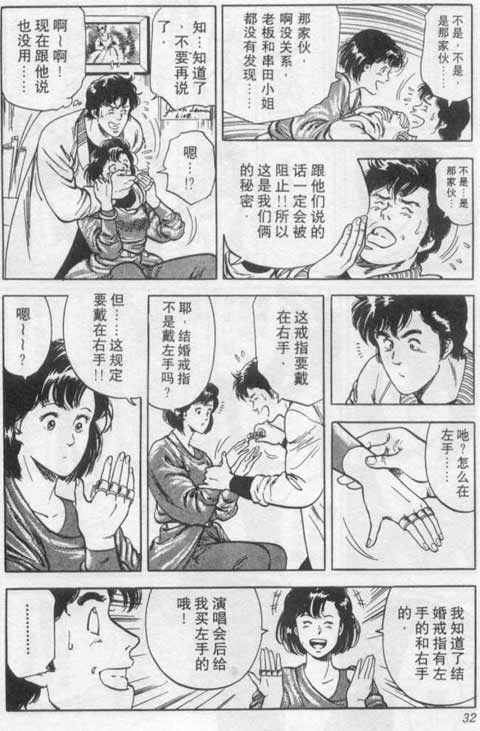 不是，不是，
是那家伙……
那家伙，
啊没关系．
老板和串田小姐
都没有发现……
知…知道了
，不要再说
了．
啊～啊！
现在跟他说
也没用……
嗯…!?
不是…是
那家伙…
跟他们说的
话一定会被
阻止!!所以
这是我们俩
的秘密．
吔?怎么在
左手……
这戒指要戴
在右手．
耶，结婚戒指
不是戴左手吗?
但……这规定
要戴在右手!!
嗯～～?
我知道了结
婚戒指有左
手的和右手
的．
演唱会后给
我买左手的
哦！
………
32